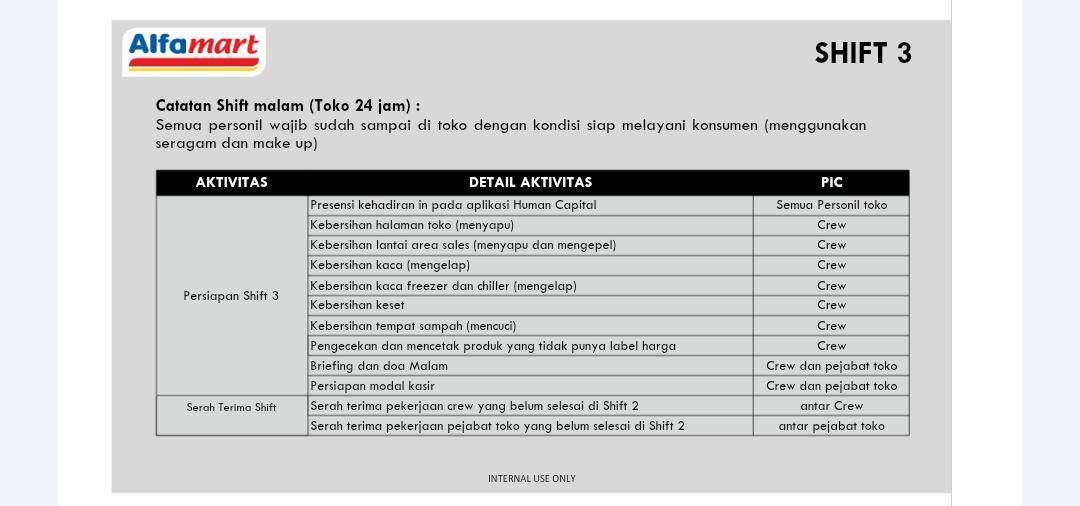 Alfamart
SHIFT 3
Catatan Shift malam (Toko 24 jam) :
Semua personil wajib sudah sampai di toko dengan kondisi siap melayani konsumen (menggunakan
seragam dan make up)
AKTIVITAS DETAIL AKTIVITAS PIC
Presensi kehadiran in pada aplikasi Human Capital Semua Personil toko
Kebersihan halaman toko (menyapu) Crew
Kebersihan lantai area sales (menyapu dan mengepel) Crew
Kebersihan kaca (mengelap) Crew
Kebersihan kaca freezer dan chiller (mengelap) Crew
Persiapan Shift 3
Kebersihan keset Crew
Kebersihan tempat sampah (mencuci) Crew
Pengecekan dan mencetak produk yang tidak punya label harga Crew
Briefing dan doa Malam Crew dan pejabat toko
Persiapan modal kasir Crew dan pejabat toko
Serah Terima Shift Serah terima pekerjaan crew yang belum selesai di Shift 2 antar Crew
Serah terima pekerjaan pejabat toko yang belum selesai di Shift 2 antar pejabat toko
INTERNAL USE ONLY